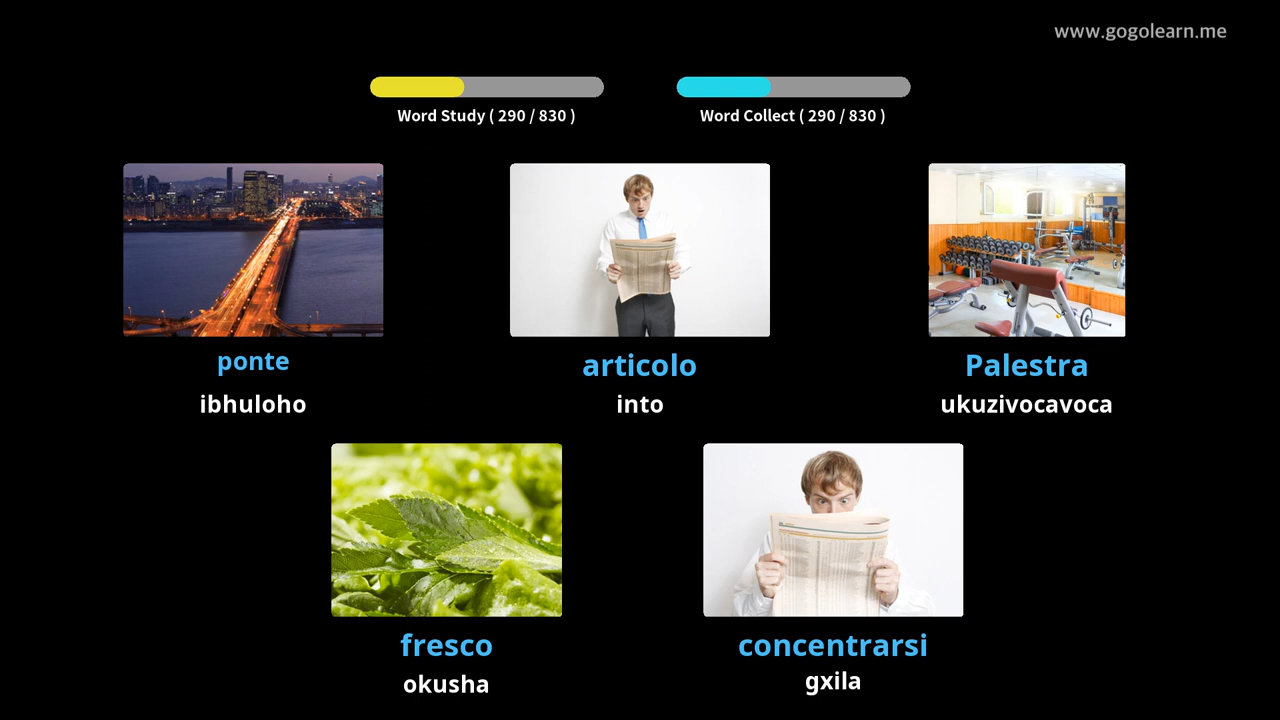 www.gogolearn.me
Word Study ( 290 / 830 )
Word Collect ( 290 / 830 )
ponte
ibhuloho
articolo
into
Palestra
ukuzivocavoca
fresco
okusha
concentrarsi
gxila